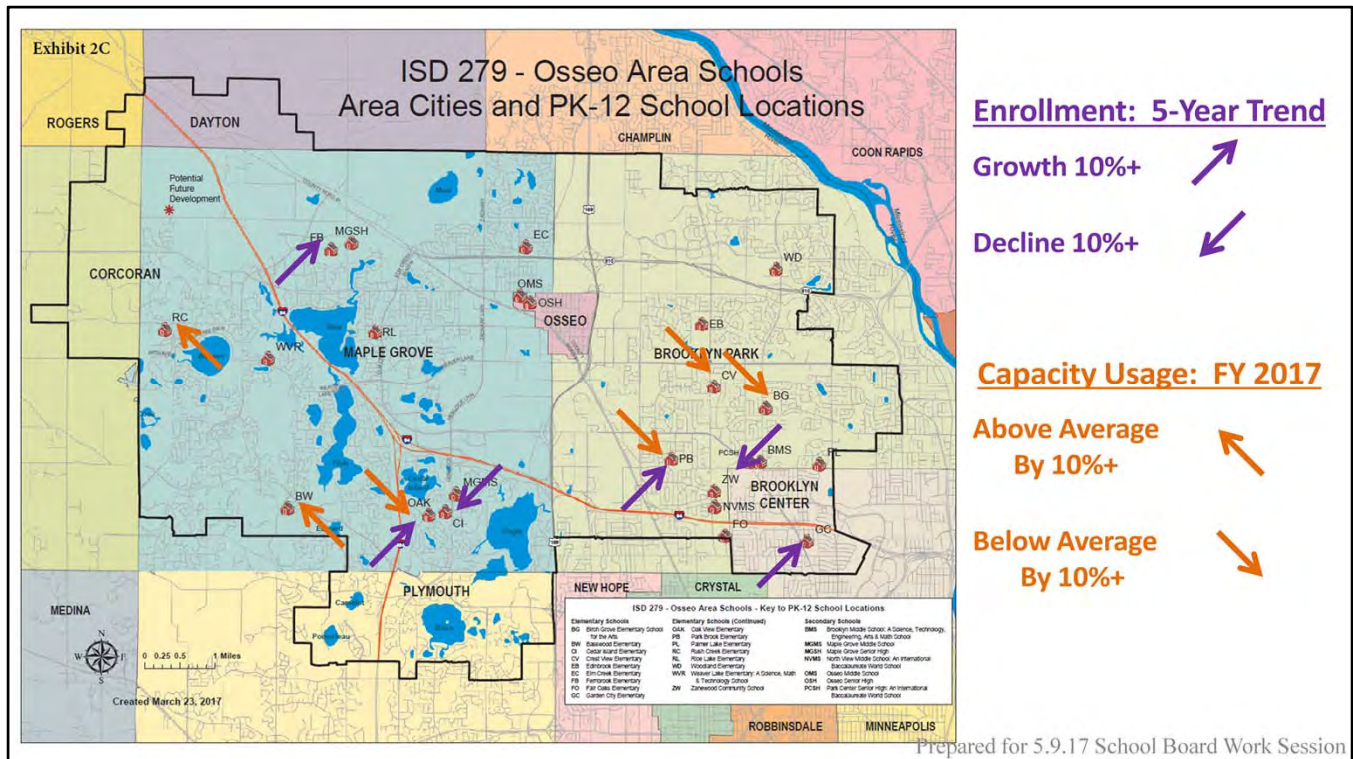 Exhibit 2C
ISD 279 - Osseo Area Schools
Area Cities and PK-12 School Locations
ROGERS
DAYTON
CHAMPLIN
COON RAPIDS
Potential
Future
Development
FB
MGSH
EC
WD
CORCORAN
OMS
OSH
OSSEO
RC
WVR
RL
MAPLE GROVE
EB
BROOKLYN PARK
CV
BG
PB
PCSH
BMS
PL
ZW
BROOKLYN
CENTER
NVMS
FO
GC
BW
OAK
MGMS
CI
PLYMOUTH
MEDINA
NEW HOPE
CRYSTAL
ROBBINSDALE
MINNEAPOLIS
0 0.25 0.5 1 Miles
Created March 23, 2017
ISD 279 - Osseo Area Schools - Key to PK-12 School Locations
Elementary Schools
BG Birch Grove Elementary School
for the Arts
BW Basswood Elementary
CI Cedar Island Elementary
CV Crest View Elementary
EB Edinbrook Elementary
EC Elm Creek Elementary
FB Fernbrook Elementary
FO Fair Oaks Elementary
GC Garden City Elementary
Elementary Schools (Continued)
OAK Oak View Elementary
PB Park Brook Elementary
PL Palmer Lake Elementary
RC Rush Creek Elementary
RL Rice Lake Elementary
WD Woodland Elementary
WVR Weaver Lake Elementary: A Science, Math
& Technology School
ZW Zanewood Community School
Secondary Schools
BMS Brooklyn Middle School: A Science, Technology,
Engineering, Arts & Math School
MGMS Maple Grove Middle School
MGSH Maple Grove Senior High
NVMS North View Middle School: An International
Baccalaureate World School
OMS Osseo Middle School
OSH Osseo Senior High
PCSH Park Center Senior High: An International
Baccalaureate World School
Enrollment: 5-Year Trend
Growth 10%+
Decline 10%+
Capacity Usage: FY 2017
Above Average
By 10%+
Below Average
By 10%+
Prepared for 5.9.17 School Board Work Session